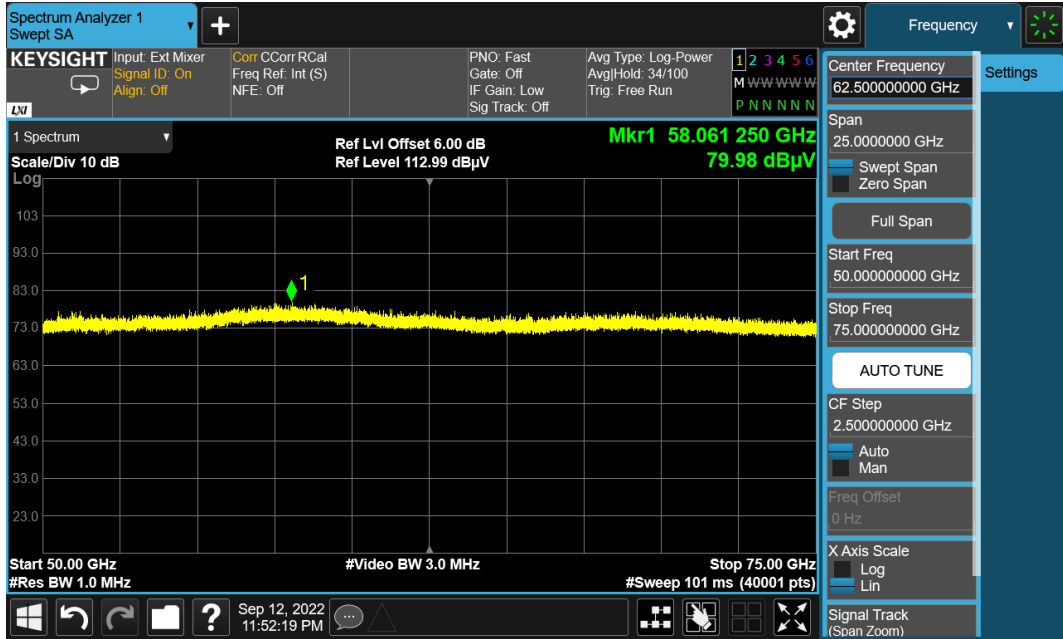 Spectrum Analyzer 1
Swept SA
+
Frequency
KEYSIGHT
LXI
Input: Ext Mixer
Signal ID: On
Align: Off
Corr CCorr RCal
Freq Ref: Int (S)
NFE: Off
PNO: Fast
Gate: Off
IF Gain: Low
Sig Track: Off
Avg Type: Log-Power
Avg|Hold: 34/100
Trig: Free Run
1 2 3 4 5 6
M W W W W W
P N N N N N
1 Spectrum
Scale/Div 10 dB
Log
Ref Lvl Offset 6.00 dB
Ref Level 112.99 dBµV
Mkr1 58.061 250 GHz
79.98 dBµV
103
93.0
83.0
73.0
63.0
53.0
43.0
33.0
23.0
1
Start 50.00 GHz
#Res BW 1.0 MHz
#Video BW 3.0 MHz
Stop 75.00 GHz
#Sweep 101 ms (40001 pts)
?
Sep 12, 2022
11:52:19 PM
Center Frequency
62.500000000 GHz
Settings
Span
25.0000000 GHz
Swept Span
Zero Span
Full Span
Start Freq
50.000000000 GHz
Stop Freq
75.000000000 GHz
AUTO TUNE
CF Step
2.500000000 GHz
Auto
Man
Freq Offset
0 Hz
X Axis Scale
Log
Lin
Signal Track
(Span Zoom)